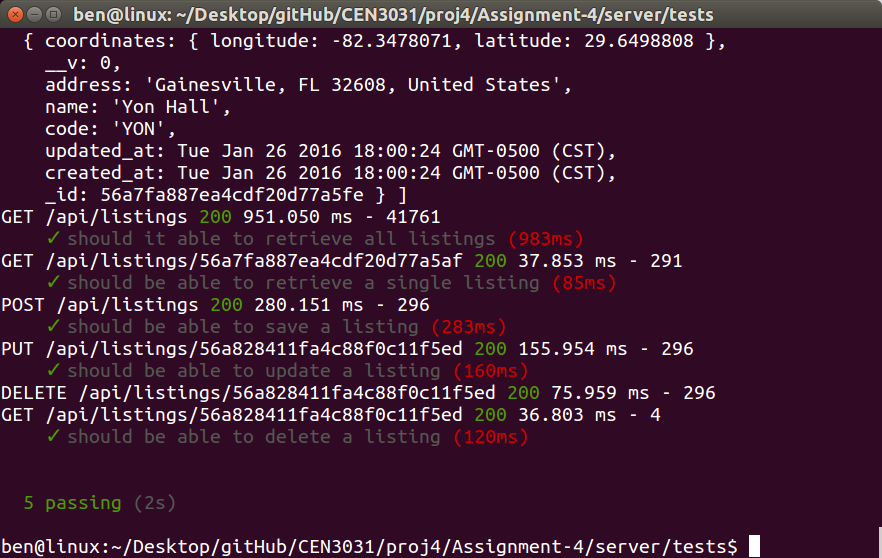 ben@linux: ~/Desktop/gitHub/CEN3031/proj4/Assignment-4/server/tests
{ coordinates: { longitude: -82.3478071, latitude: 29.6498808 },
__v: 0,
address: 'Gainesville, FL 32608, United States',
name: 'Yon Hall',
code: 'YON',
updated_at: Tue Jan 26 2016 18:00:24 GMT-0500 (CST),
created_at: Tue Jan 26 2016 18:00:24 GMT-0500 (CST),
_id: 56a7fa887ea4cdf20d77a5fe } ]
GET /api/listings 200 951.050 ms - 41761
✓ should it able to retrieve all listings (983ms)
GET /api/listings/56a7fa887ea4cdf20d77a5af 200 37.853 ms - 291
✓ should be able to retrieve a single listing (85ms)
POST /api/listings 200 280.151 ms - 296
✓ should be able to save a listing (283ms)
PUT /api/listings/56a828411fa4c88f0c11f5ed 200 155.954 ms - 296
✓ should be able to update a listing (160ms)
DELETE /api/listings/56a828411fa4c88f0c11f5ed 200 75.959 ms - 296
GET /api/listings/56a828411fa4c88f0c11f5ed 200 36.803 ms - 4
✓ should be able to delete a listing (120ms)
5 passing (2s)
ben@linux:~/Desktop/gitHub/CEN3031/proj4/Assignment-4/server/tests$